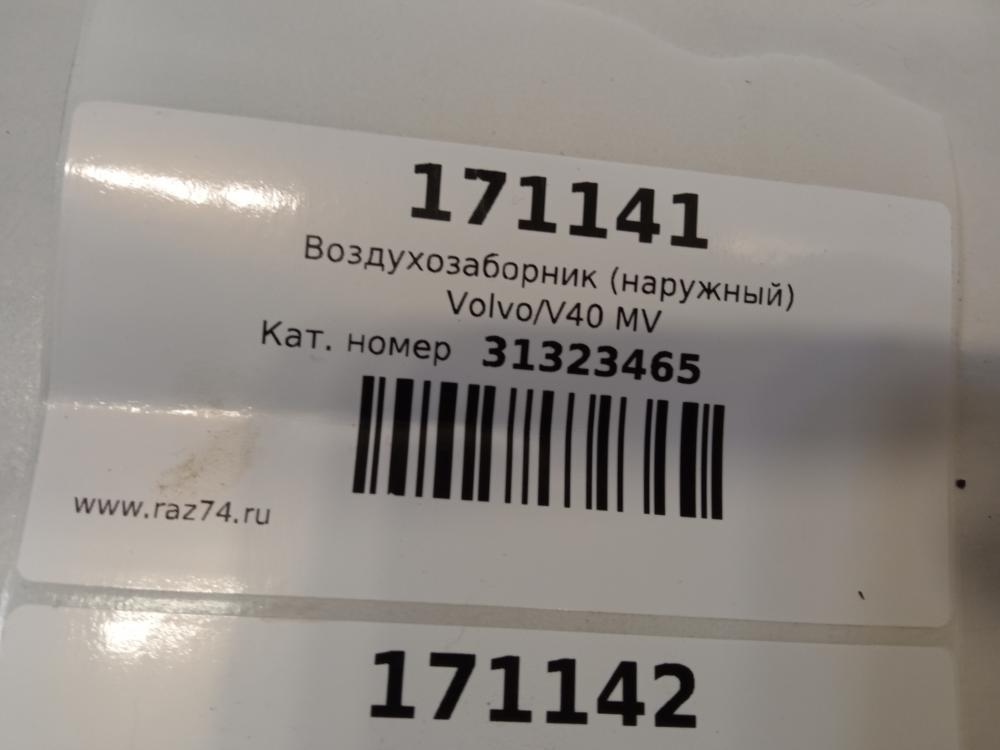 171141
Воздухозаборник (наружный)
Volvo/V40 MV
Кат. номер 31323465
www.raz74.ru
171142